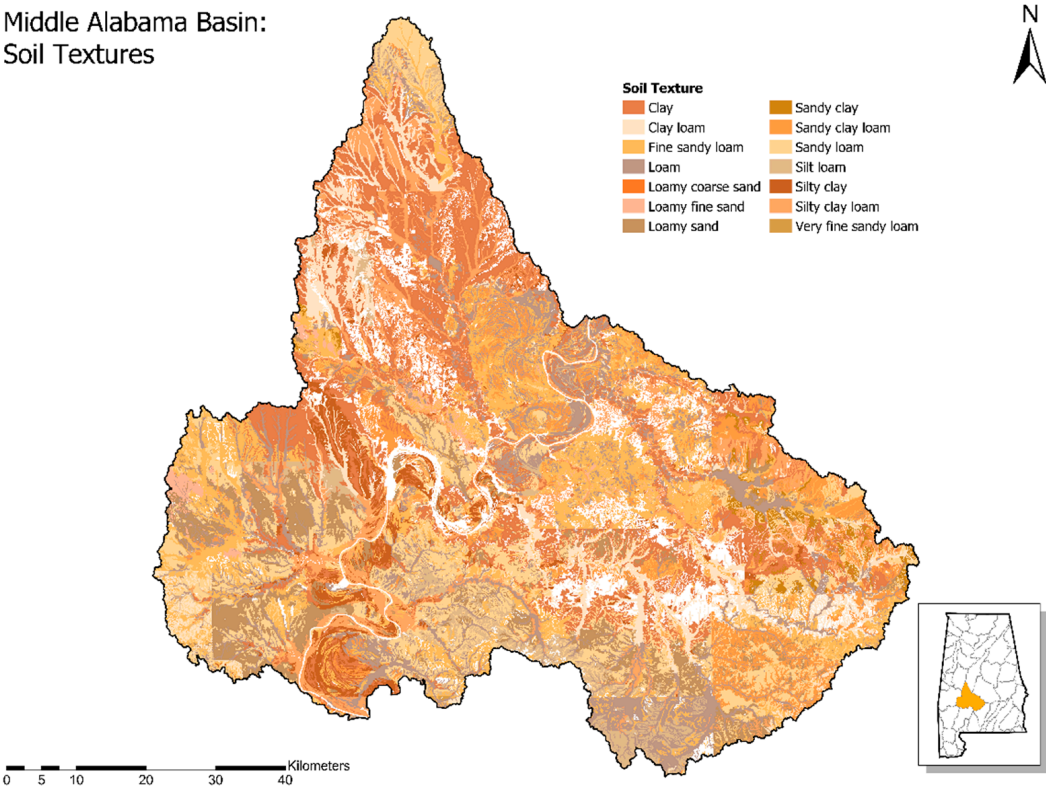 Middle Alabama Basin:
Soil Textures
N
Soil Texture
Clay
Clay loam
Fine sandy loam
Loam
Loamy coarse sand
Loamy fine sand
Loamy sand
Sandy clay
Sandy clay loam
Sandy loam
Silt loam
Silty clay
Silty clay loam
Very fine sandy loam
Kilometers
0 5 10 20 30 40